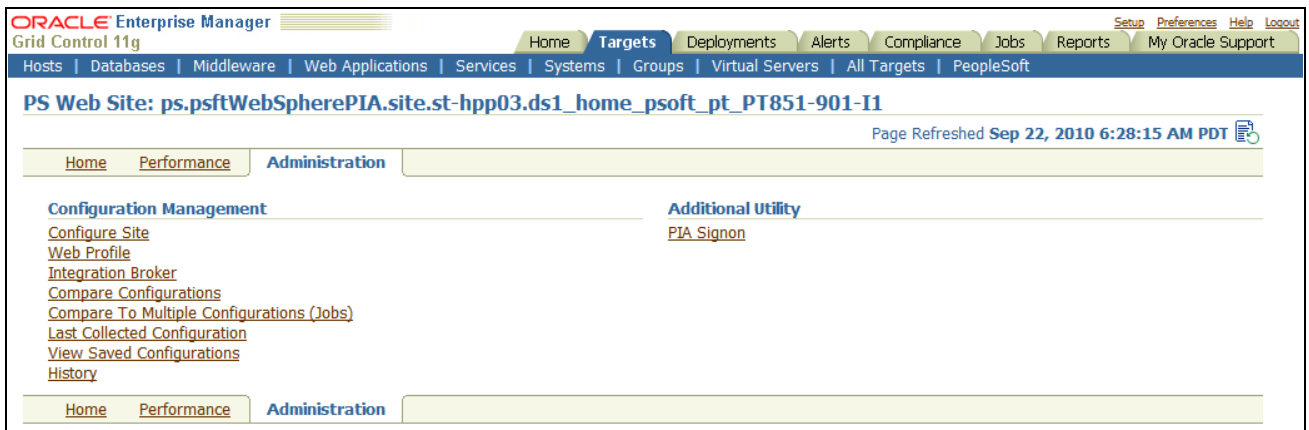 ORACLE Enterprise Manager
Setup Preferences Help Logout
Grid Control 11g
Home Targets Deployments Alerts Compliance Jobs Reports My Oracle Support
Hosts | Databases | Middleware | Web Applications | Services | Systems | Groups | Virtual Servers | All Targets | PeopleSoft
PS Web Site: ps.psftWebSpherePIA.site.st-hpp03.ds1_home_psoft_pt_PT851-901-I1
Page Refreshed Sep 22, 2010 6:28:15 AM PDT
Home Performance Administration
Configuration Management
Configure Site
Web Profile
Integration Broker
Compare Configurations
Compare To Multiple Configurations (Jobs)
Last Collected Configuration
View Saved Configurations
History
Additional Utility
PIA Signon
Home Performance Administration